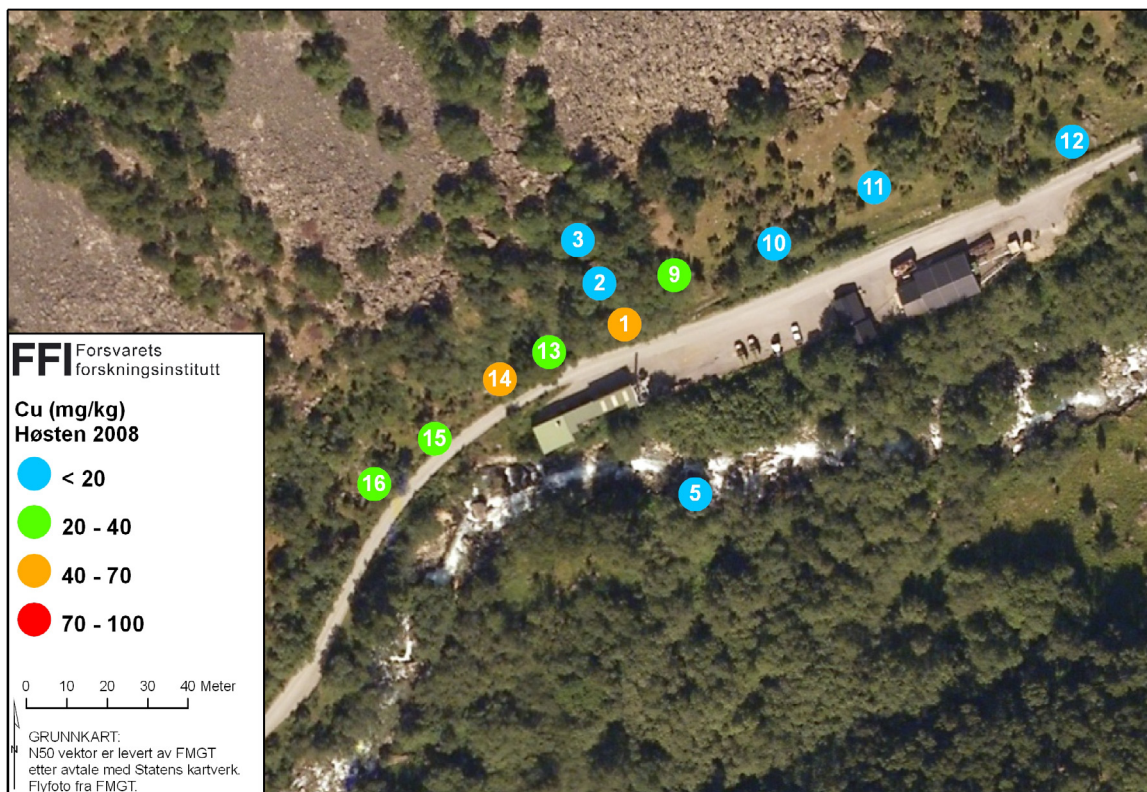 12
11
3
10
9
2
1
13
14
15
16
5
FFI Forsvarets
forskningsinstitutt
Cu (mg/kg)
Høsten 2008
< 20
20 - 40
40 - 70
70 - 100
0 10 20 30 40 Meter
N
GRUNNKART:
N50 vektor er levert av FMGT
etter avtale med Statens kartverk.
Flyfoto fra FMGT.